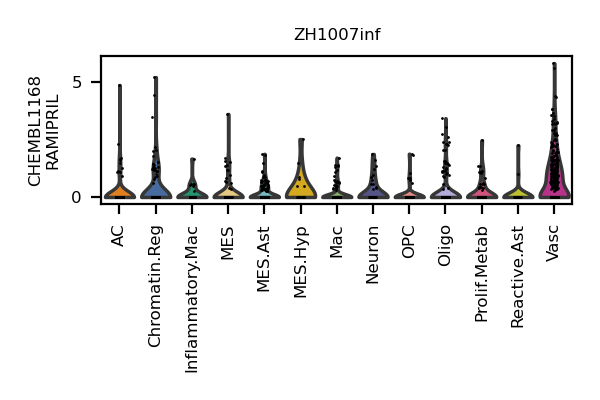 ZH1007inf
CHEMBL1168
RAMIPRIL
5
0
AC
Chromatin.Reg
Inflammatory.Mac
MES
MES.Ast
MES.Hyp
Mac
Neuron
OPC
Oligo
Prolif.Metab
Reactive.Ast
Vasc